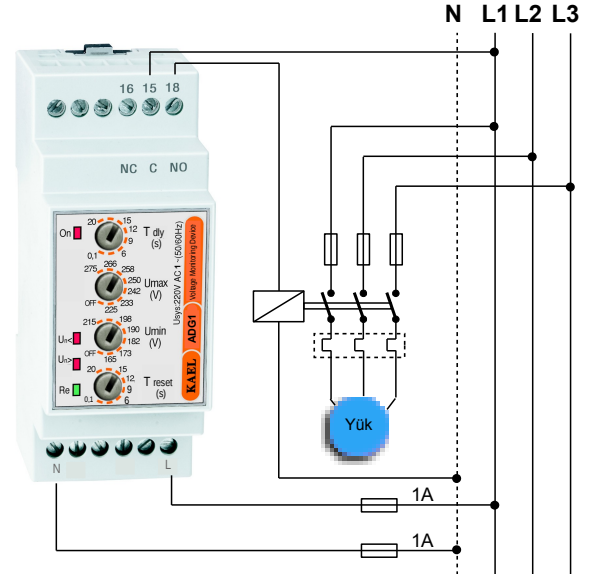 N L1 L2 L3
16 15 18
NC C NO
On
20 15 12 9 6 0,1
T dly
(s)
275 266 258 250 242 233 225 OFF
Umax
(V)
215 198 190 182 173 165 OFF
Umin
(V)
Un<
Un>
Re
20 15 12 9 6 0,1
T reset
(s)
Usys:220V AC1 ~(50/60Hz)
Voltage Monitoring Device
ADG1
KAEL
Yük
N L
1A
1A